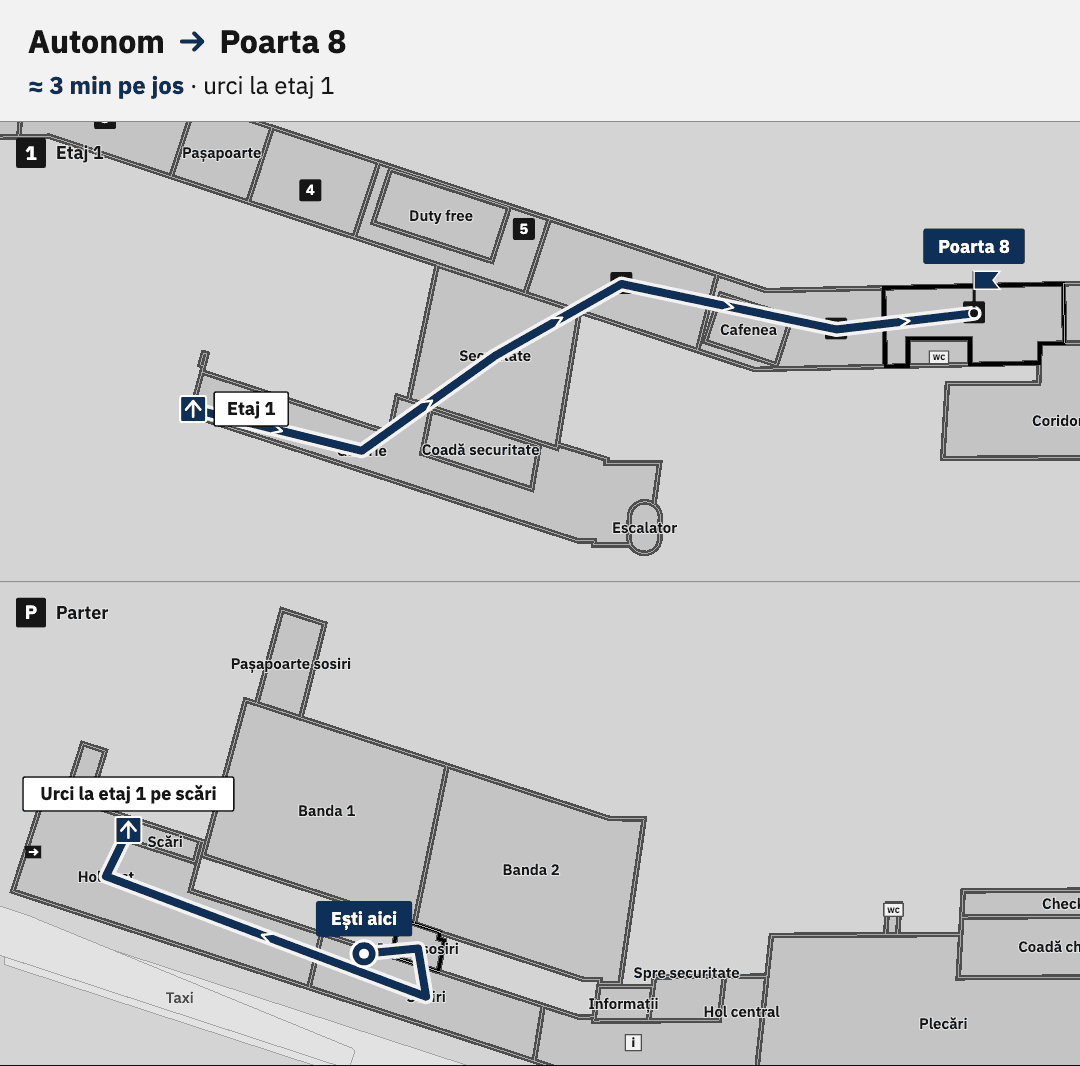 Autonom → Poarta 8
≈ 3 min pe jos · urci la etaj 1
1 Etaj 1
Pașapoarte
4
Duty free
5
Poarta 8
Cafenea
wc
Coridor
Etaj 1
Coadă securitate
Escalator
P Parter
Pașapoarte sosiri
Urci la etaj 1 pe scări
Scări
Banda 1
Banda 2
Ești aici
sosiri
Taxi
Spre securitate
Informații
Hol central
i
wc
Check
Coadă ch
Plecări